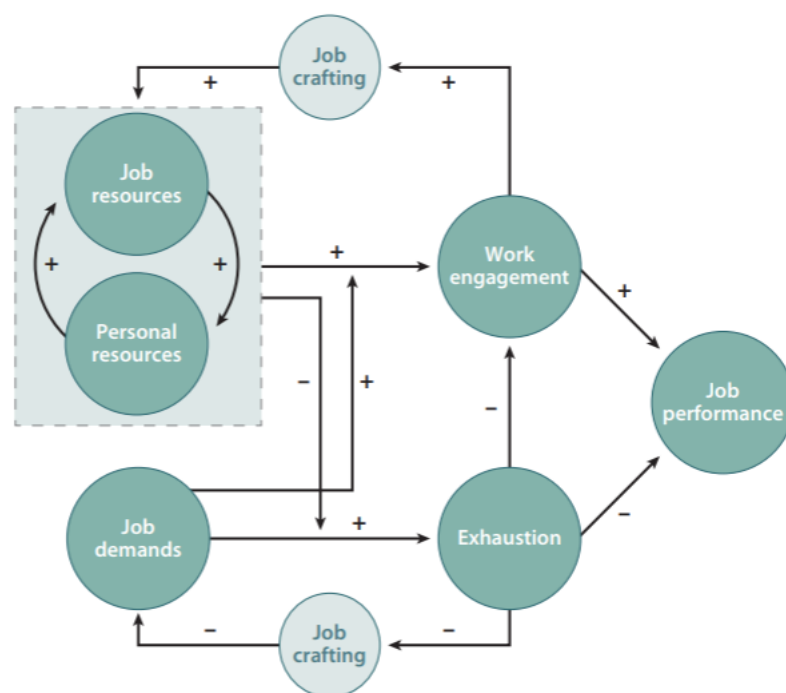 Job
crafting
+
+
Job
resources
+
+
Personal
resources
+
Work
engagement
+
–
+
–
Job
performance
Job
demands
+
Exhaustion
–
–
Job
crafting
–